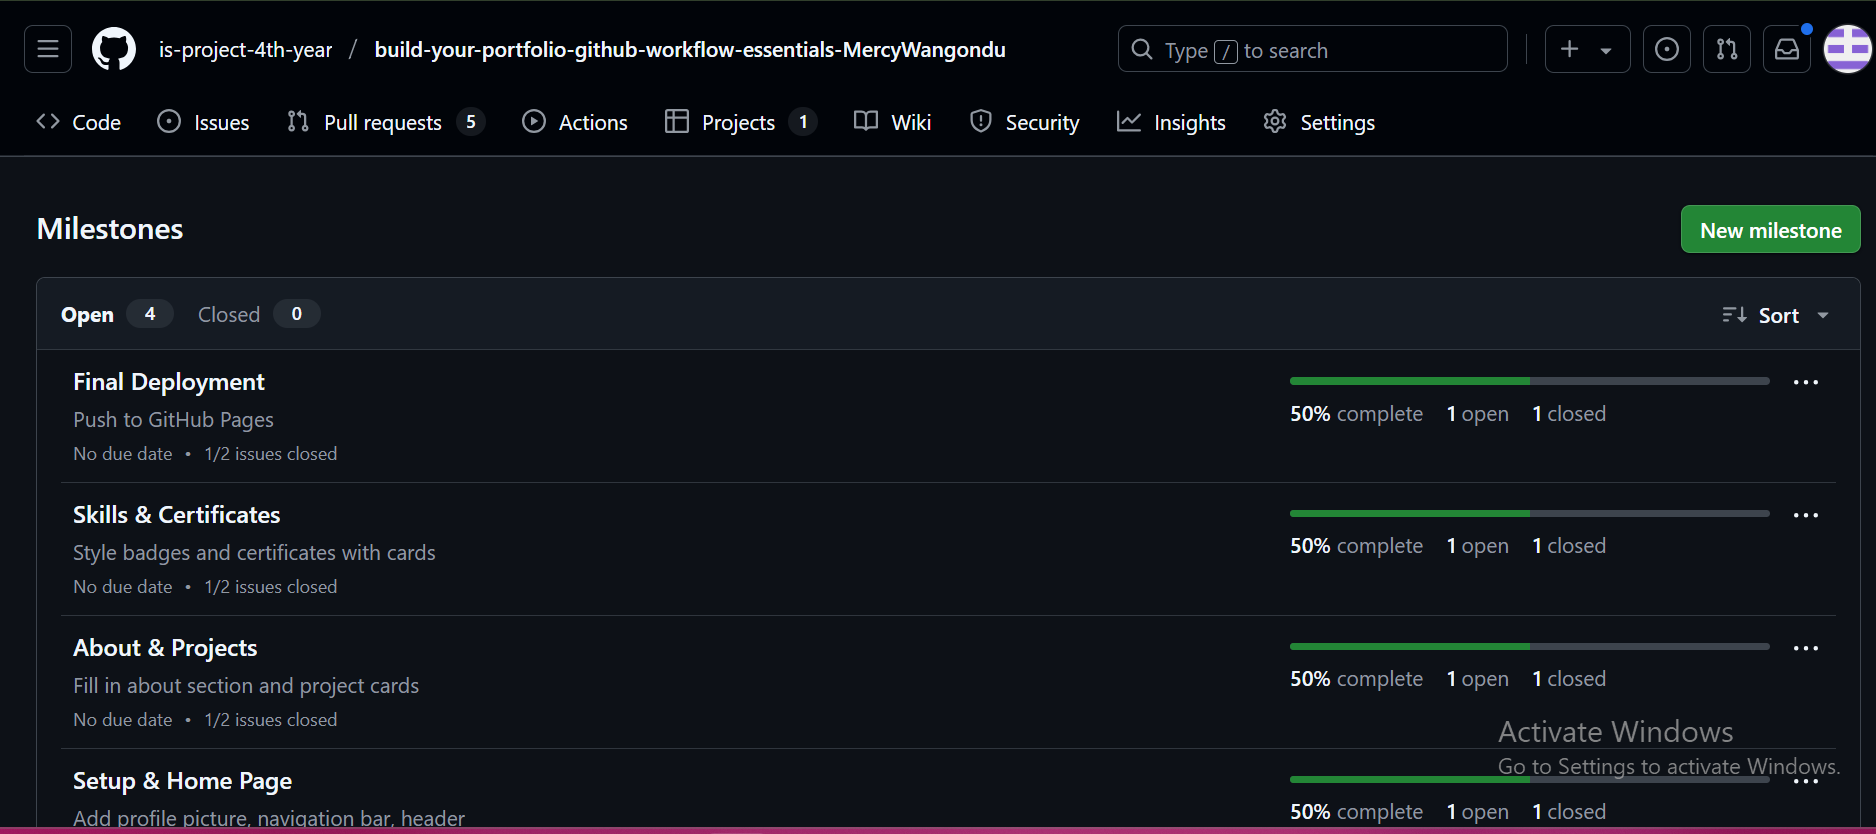 is-project-4th-year / build-your-portfolio-github-workflow-essentials-MercyWangondu
Type / to search
Code Issues Pull requests 5 Actions Projects 1 Wiki Security Insights Settings
Milestones
New milestone
Open 4 Closed 0
Sort
Final Deployment
Push to GitHub Pages
No due date • 1/2 issues closed
50% complete 1 open 1 closed
Skills & Certificates
Style badges and certificates with cards
No due date • 1/2 issues closed
50% complete 1 open 1 closed
About & Projects
Fill in about section and project cards
No due date • 1/2 issues closed
50% complete 1 open 1 closed
Activate Windows
Go to Settings to activate Windows.
Setup & Home Page
Add profile picture, navigation bar, header
50% complete 1 open 1 closed